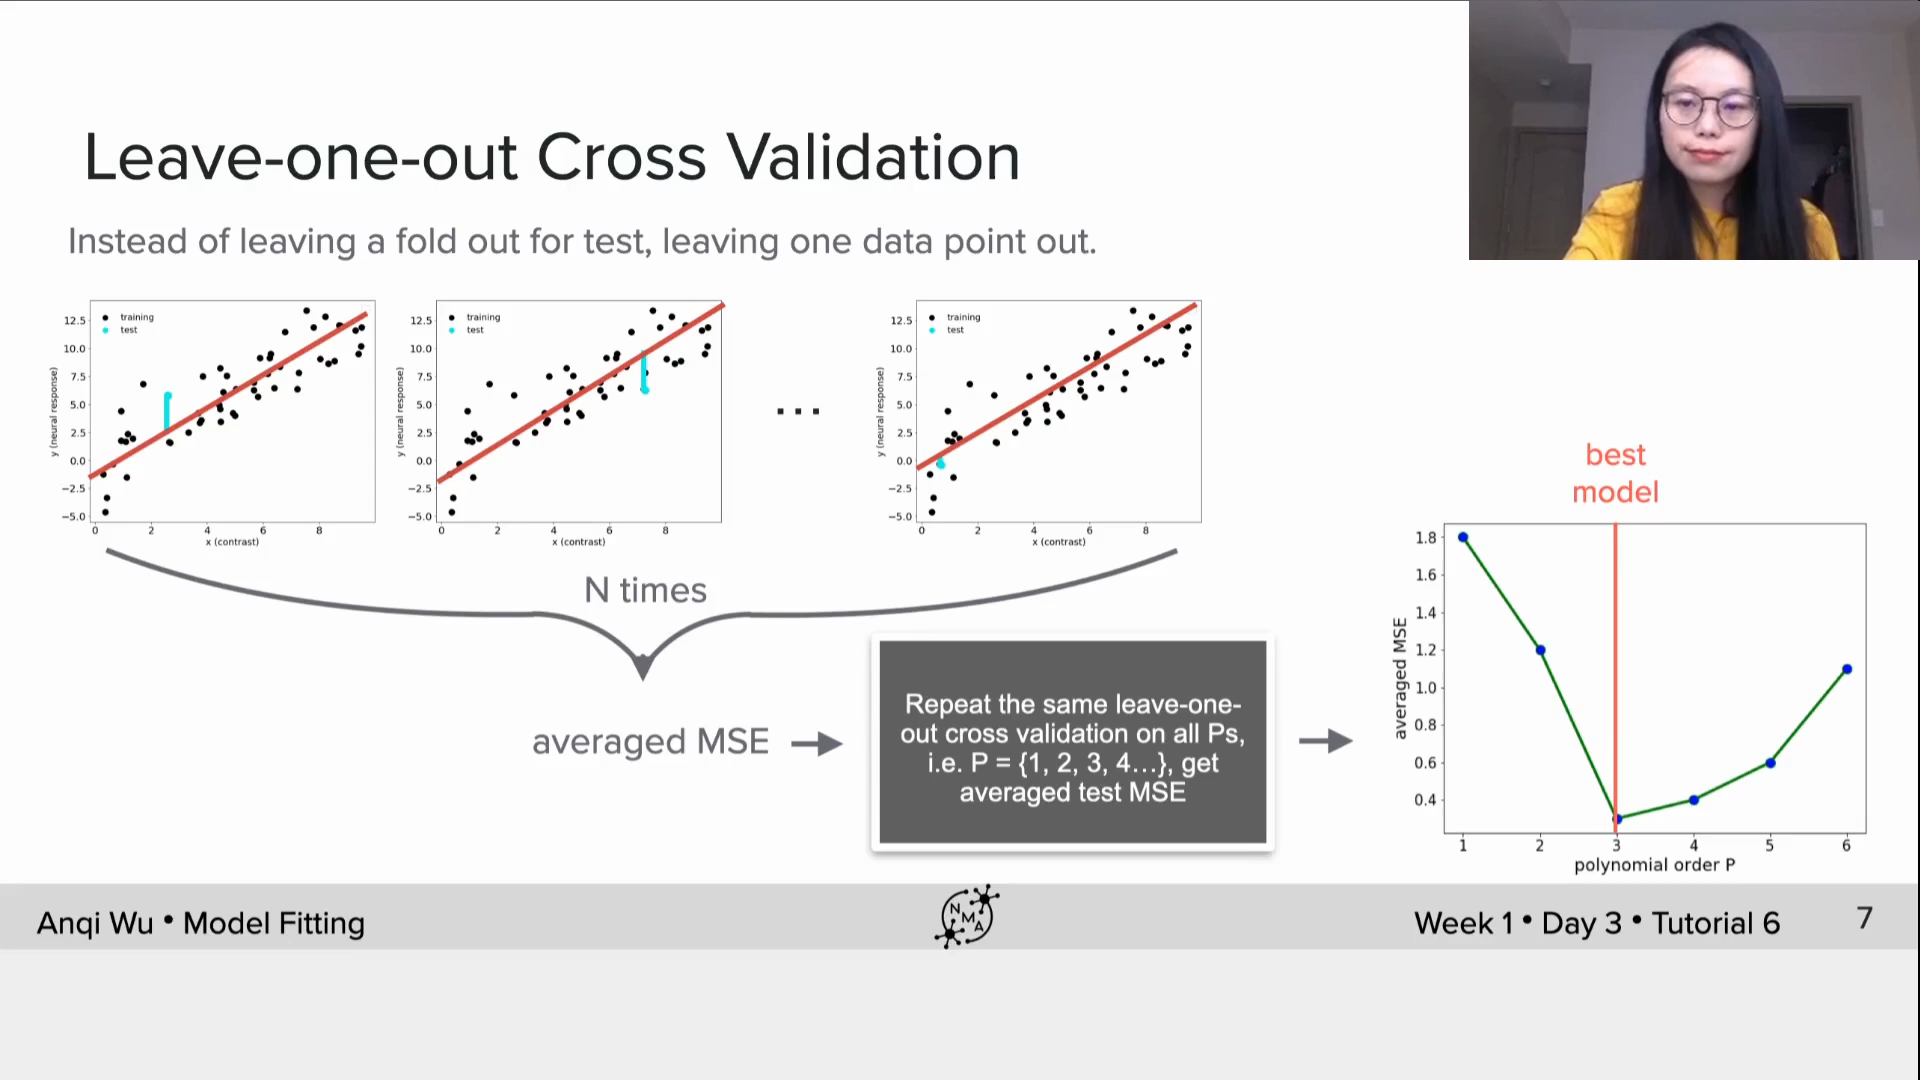 Leave-one-out Cross Validation
Instead of leaving a fold out for test, leaving one data point out.
training
test
12.5
10.0
7.5
5.0
2.5
0.0
−2.5
−5.0
y (neural response)
0 2 4 6 8
x (contrast)
training
test
12.5
10.0
7.5
5.0
2.5
0.0
−2.5
−5.0
y (neural response)
0 2 4 6 8
x (contrast)
...
training
test
12.5
10.0
7.5
5.0
2.5
0.0
−2.5
−5.0
y (neural response)
0 2 4 6 8
x (contrast)
N times
averaged MSE
Repeat the same leave-one-
out cross validation on all Ps,
i.e. P = {1, 2, 3, 4...}, get
averaged test MSE
best
model
1.8
1.6
1.4
1.2
1.0
0.8
0.6
0.4
averaged MSE
1 2 3 4 5 6
polynomial order P
Anqi Wu • Model Fitting
N
M
A
Week 1 • Day 3 • Tutorial 6
7